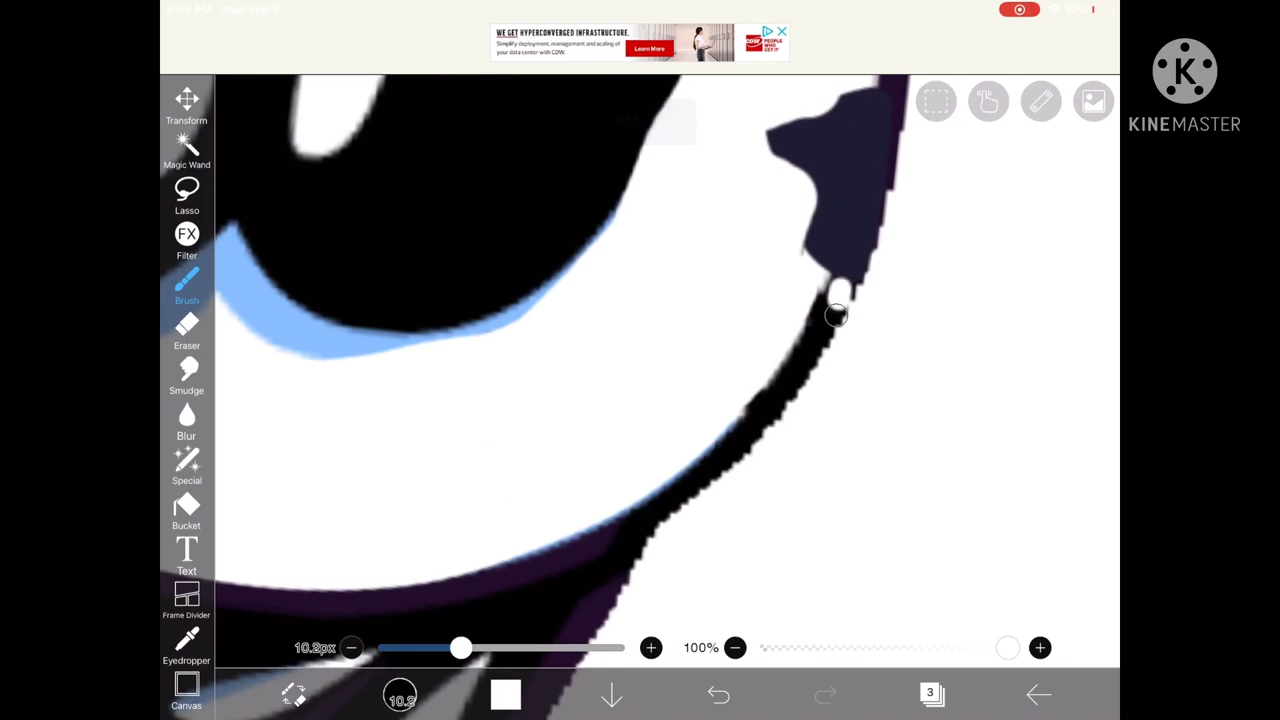 9:05 PM Wed Sep 8
10%
WE GET HYPERCONVERGED INFRASTRUCTURE.
Simplify deployment, management and scaling
of your data center with CDW.
Learn More
CDW
PEOPLE
WHO
GET IT
K
KINEMASTER
Transform
Magic Wand
Lasso
FX
Filter
Brush
Eraser
Smudge
Blur
Special
Bucket
T
Text
Frame Divider
Eyedropper
Canvas
10.2px
100%
10.2
3